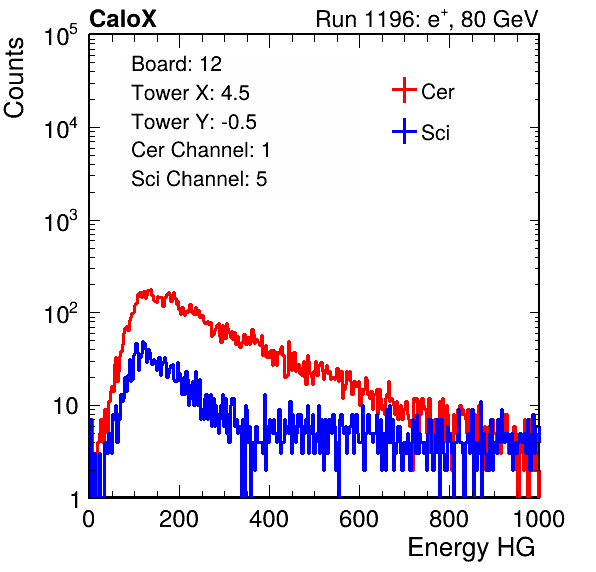 CaloX Run 1196: e⁺, 80 GeV
Counts
Board: 12
Tower X: 4.5
Tower Y: -0.5
Cer Channel: 1
Sci Channel: 5
Cer
Sci
10⁵
10⁴
10³
10²
10
1
0 200 400 600 800 1000
Energy HG